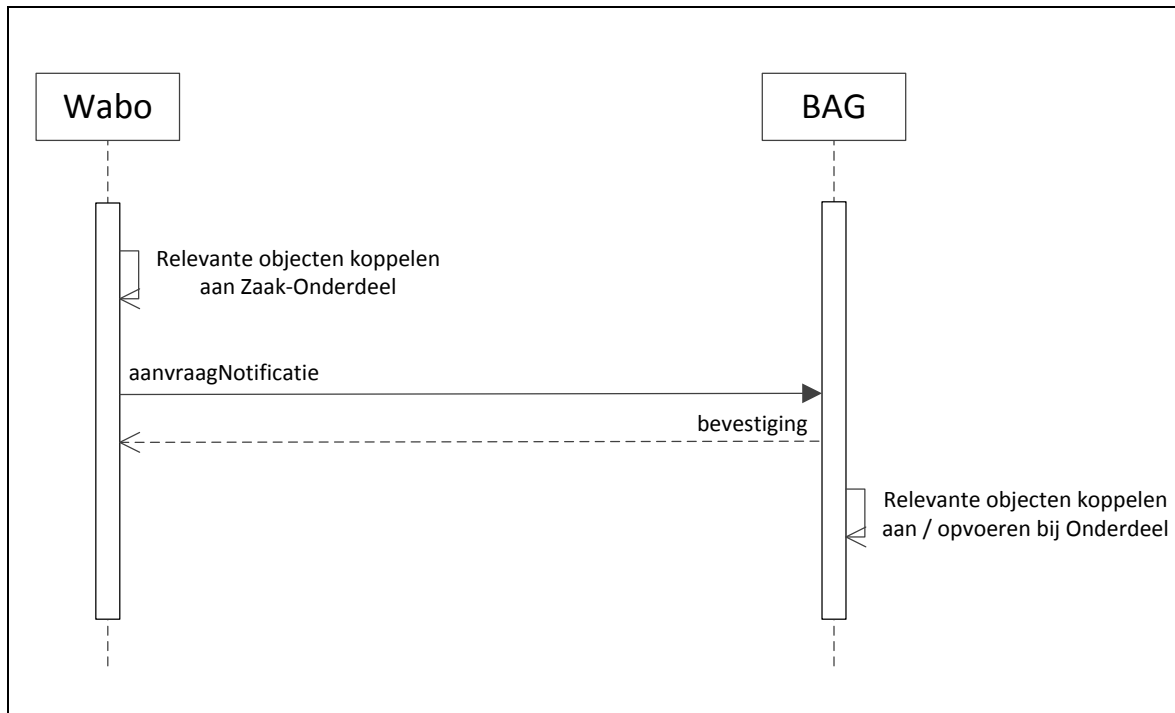 Wabo
BAG
Relevante objecten koppelen
aan Zaak-Onderdeel
aanvraagNotificatie
bevestiging
Relevante objecten koppelen
aan / opvoeren bij Onderdeel